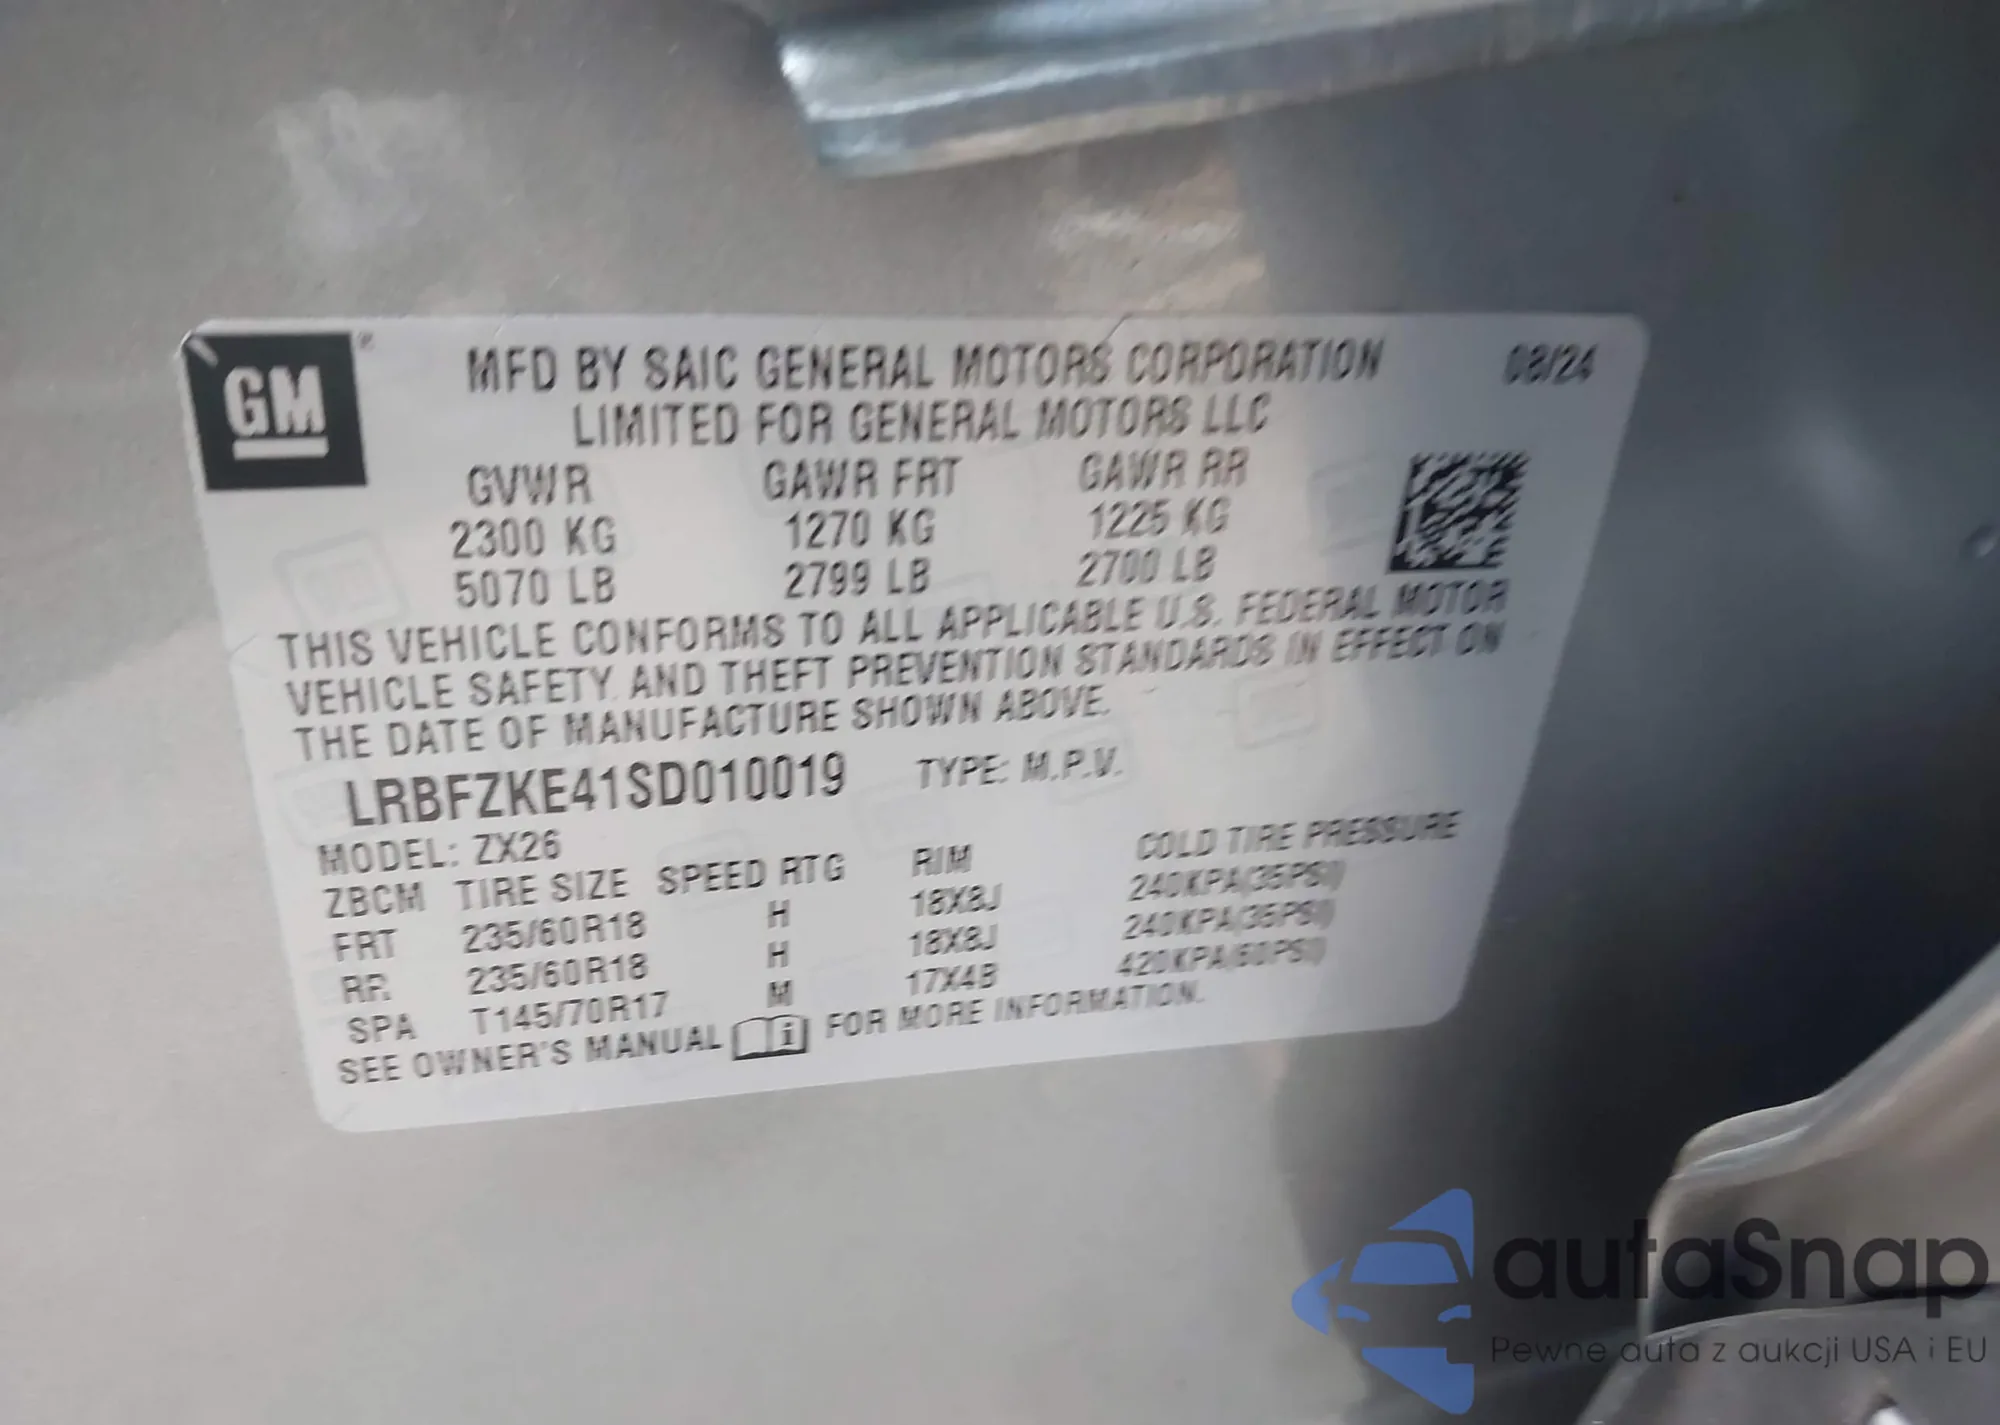 GM®
MFD BY SAIC GENERAL MOTORS CORPORATION 08/24
LIMITED FOR GENERAL MOTORS LLC
GVWR GAWR FRT GAWR RR
2300 KG 1270 KG 1225 KG
5070 LB 2799 LB 2700 LB
THIS VEHICLE CONFORMS TO ALL APPLICABLE U.S. FEDERAL MOTOR
VEHICLE SAFETY AND THEFT PREVENTION STANDARDS IN EFFECT ON
THE DATE OF MANUFACTURE SHOWN ABOVE.
LRBFZKE41SD010019 TYPE: M.P.V.
MODEL: ZX26
ZBCM TIRE SIZE SPEED RTG RIM COLD TIRE PRESSURE
FRT 235/60R18 H 18X8J 240KPA(35PSI)
RR 235/60R18 H 18X8J 240KPA(35PSI)
SPA T145/70R17 M 17X4B 420KPA(60PSI)
SEE OWNER'S MANUAL i FOR MORE INFORMATION.
autaSnap
Pewne auta z aukcji USA i EU